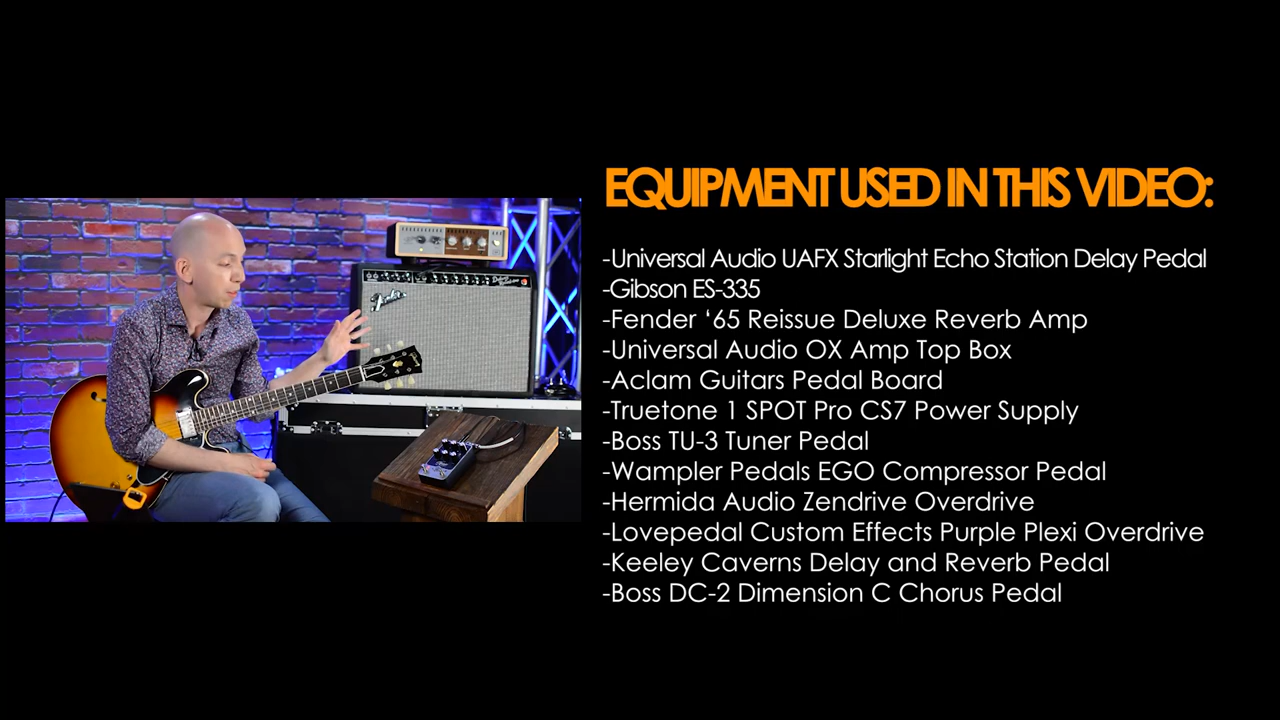 EQUIPMENT USED IN THIS VIDEO:
-Universal Audio UAFX Starlight Echo Station Delay Pedal
-Gibson ES-335
-Fender ‘65 Reissue Deluxe Reverb Amp
-Universal Audio OX Amp Top Box
-Aclam Guitars Pedal Board
-Truetone 1 SPOT Pro CS7 Power Supply
-Boss TU-3 Tuner Pedal
-Wampler Pedals EGO Compressor Pedal
-Hermida Audio Zendrive Overdrive
-Lovepedal Custom Effects Purple Plexi Overdrive
-Keeley Caverns Delay and Reverb Pedal
-Boss DC-2 Dimension C Chorus Pedal
Fender